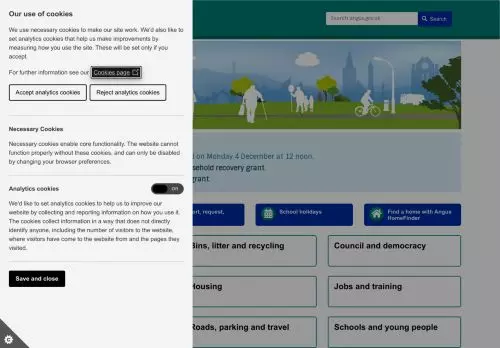 Our use of cookies
We use necessary cookies to make our site work. We'd also like to
set analytics cookies that help us make improvements by
measuring how you use the site. These will be set only if you
accept.
For further information see our Cookies page
Accept analytics cookies
Reject analytics cookies
Necessary Cookies
Necessary cookies enable core functionality. The website cannot
function properly without these cookies, and can only be disabled
by changing your browser preferences.
Analytics cookies
on
We'd like to set analytics cookies to help us to improve our
website by collecting and reporting information on how you use it.
The cookies collect information in a way that does not directly
identify anyone, including the number of visitors to the website,
where visitors have come to the website from and the pages they
visited.
Save and close
Search angus.gov.uk
Search
d on Monday 4 December at 12 noon.
sehold recovery grant
grant
ort, request,
School holidays
Find a home with Angus
HomeFinder
Bins, litter and recycling
Council and democracy
Housing
Jobs and training
Roads, parking and travel
Schools and young people